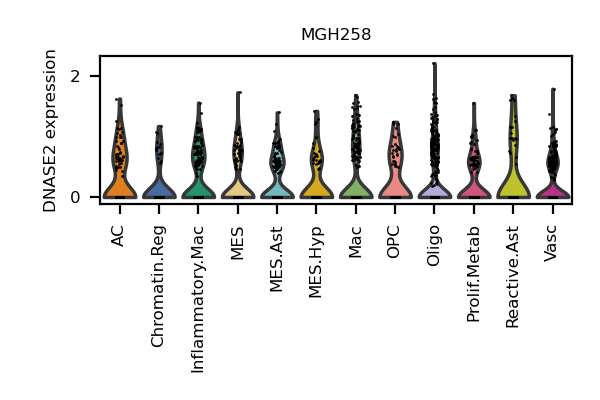 MGH258
DNASE2 expression
2
0
AC
Chromatin.Reg
Inflammatory.Mac
MES
MES.Ast
MES.Hyp
Mac
OPC
Oligo
Prolif.Metab
Reactive.Ast
Vasc